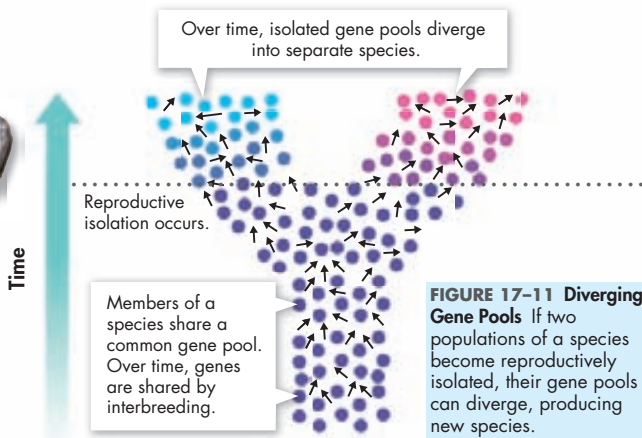 Over time, isolated gene pools diverge
into separate species.
Reproductive
isolation occurs.
Time
Members of a
species share a
common gene pool.
Over time, genes
are shared by
interbreeding.
FIGURE 17–11 Diverging
Gene Pools If two
populations of a species
become reproductively
isolated, their gene pools
can diverge, producing
new species.